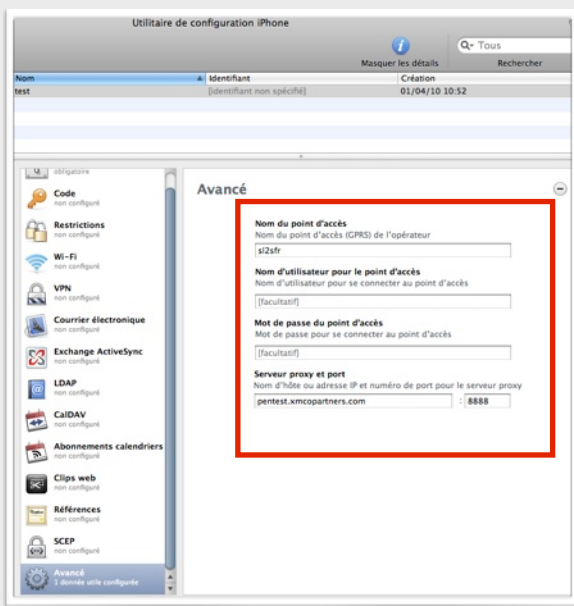 Utilitaire de configuration iPhone
Masquer les détails
Tous
Rechercher
Nom
Identifiant
Création
test
[identifiant non spécifié]
01/04/10 10:52
obligatoire
Code
non configuré
Restrictions
non configuré
Wi-Fi
non configuré
VPN
non configuré
Courrier électronique
non configuré
Exchange ActiveSync
non configuré
LDAP
non configuré
CalDAV
non configuré
Abonnements calendriers
non configuré
Clips web
non configuré
Références
non configuré
SCEP
non configuré
Avancé
1 donnée utile configurée
Avancé
Nom du point d'accès
Nom du point d'accès (GPRS) de l'opérateur
sl2sfr
Nom d'utilisateur pour le point d'accès
Nom d'utilisateur pour se connecter au point d'accès
[facultatif]
Mot de passe du point d'accès
Mot de passe pour se connecter au point d'accès
[facultatif]
Serveur proxy et port
Nom d'hôte ou adresse IP et numéro de port pour le serveur proxy
pentest.xmcopartners.com : 8888